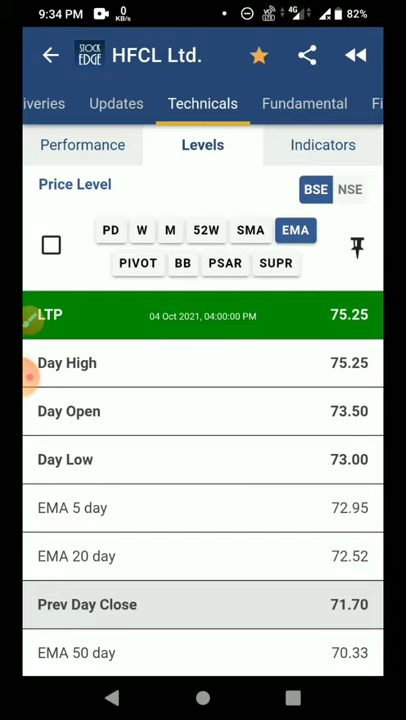 9:34 PM 0 KB/s VO LTE 4G 82%
STOCK EDGE HFCL Ltd.
iveries Updates Technicals Fundamental Fi
Performance Levels Indicators
Price Level BSE NSE
PD W M 52W SMA EMA
PIVOT BB PSAR SUPR
LTP 04 Oct 2021, 04:00:00 PM 75.25
Day High 75.25
Day Open 73.50
Day Low 73.00
EMA 5 day 72.95
EMA 20 day 72.52
Prev Day Close 71.70
EMA 50 day 70.33